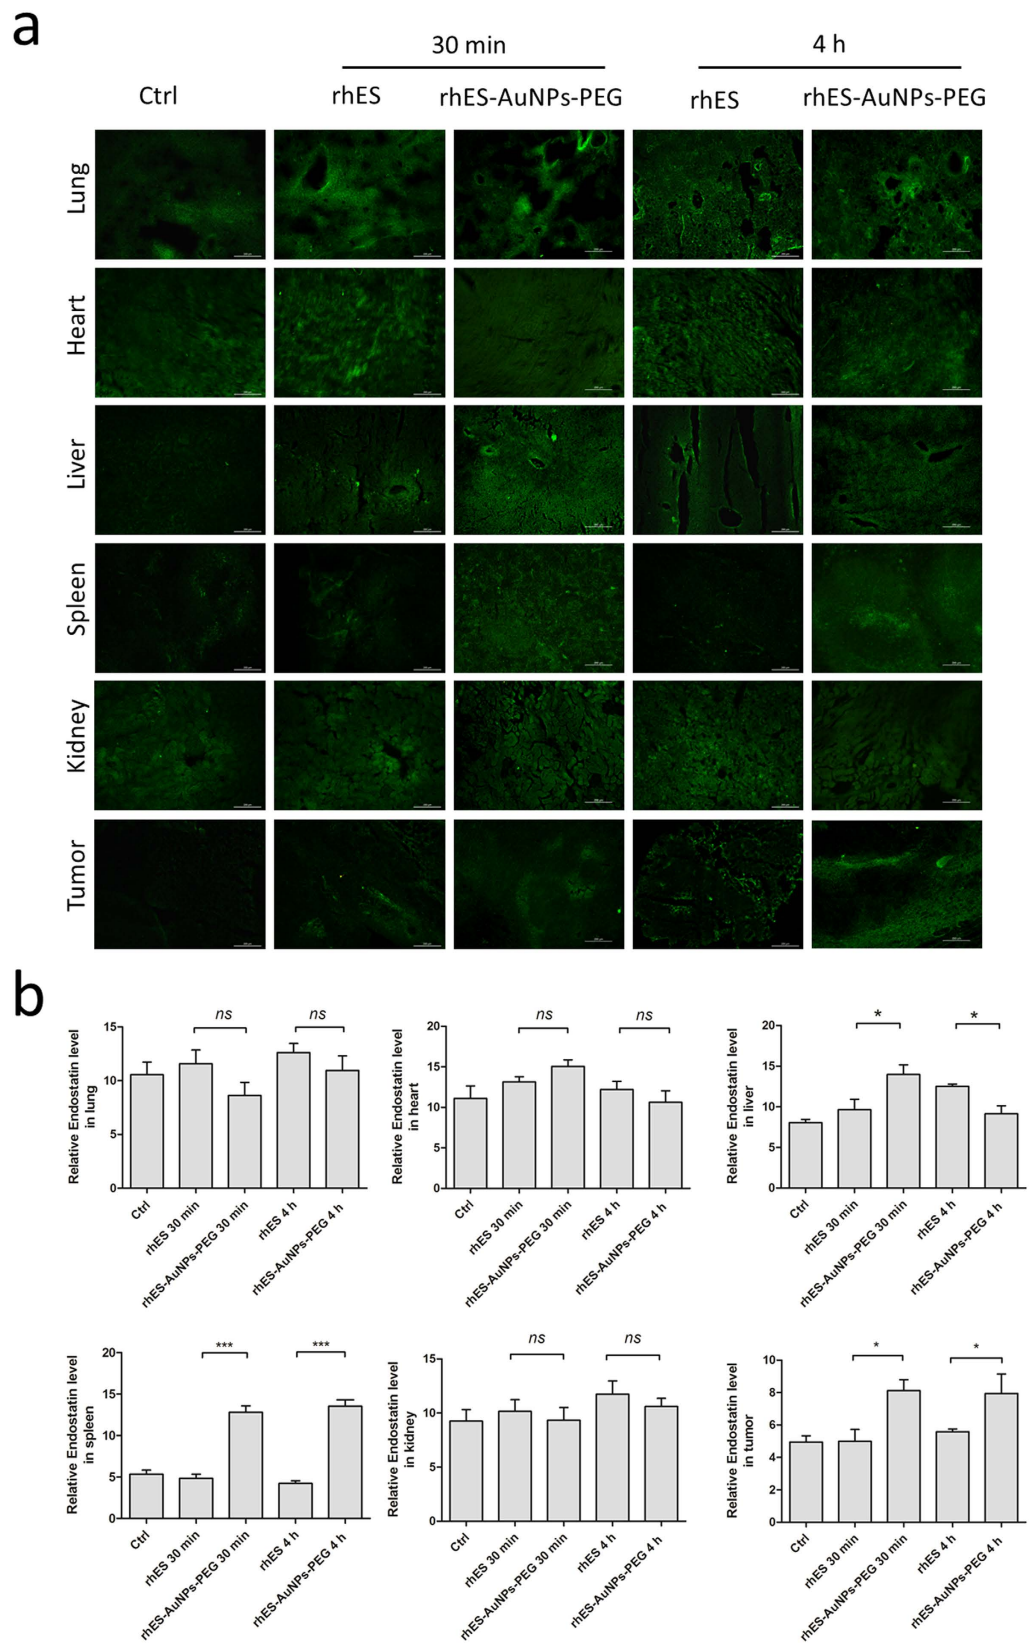 a
30 min
4 h
Ctrl
rhES
rhES-AuNPs-PEG
rhES
rhES-AuNPs-PEG
Lung
Heart
Liver
Spleen
Kidney
Tumor
b
Relative Endostatin level
in lung
15
10
5
0
ns
ns
Ctrl
rhES 30 min
rhES-AuNPs-PEG 30 min
rhES 4 h
rhES-AuNPs-PEG 4 h
Relative Endostatin level
in heart
20
15
10
5
0
ns
ns
Ctrl
rhES 30 min
rhES-AuNPs-PEG 30 min
rhES 4 h
rhES-AuNPs-PEG 4 h
Relative Endostatin level
in liver
20
15
10
5
0
*
*
Ctrl
rhES 30 min
rhES-AuNPs-PEG 30 min
rhES 4 h
rhES-AuNPs-PEG 4 h
Relative Endostatin level
in spleen
20
15
10
5
0
***
***
Ctrl
rhES 30 min
rhES-AuNPs-PEG 30 min
rhES 4 h
rhES-AuNPs-PEG 4 h
Relative Endostatin level
in kidney
15
10
5
0
ns
ns
Ctrl
rhES 30 min
rhES-AuNPs-PEG 30 min
rhES 4 h
rhES-AuNPs-PEG 4 h
Relative Endostatin level
in tumor
10
8
6
4
2
0
*
*
Ctrl
rhES 30 min
rhES-AuNPs-PEG 30 min
rhES 4 h
rhES-AuNPs-PEG 4 h